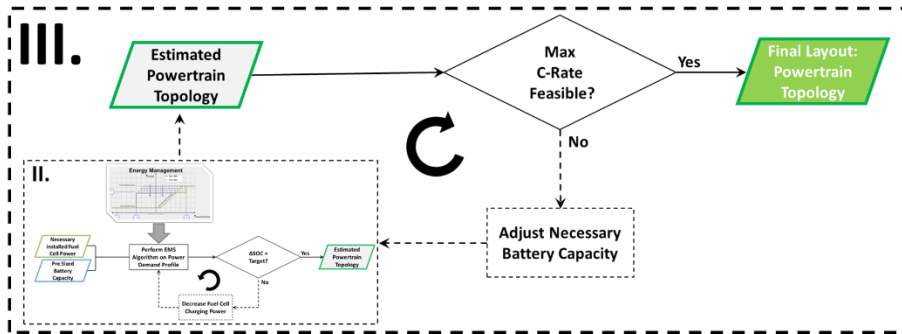 III.
Estimated
Powertrain
Topology
Max
C-Rate
Feasible?
Yes
Final Layout:
Powertrain
Topology
No
Adjust Necessary
Battery Capacity
II.
Energy Management
Necessary
Installed Fuel
Cell Power
Pre Sized
Battery
Capacity
Perform EMS
Algorithm on Power
Demand Profile
ΔSOC =
Target?
Yes
Estimated
Powertrain
Topology
No
Decrease Fuel Cell
Charging Power